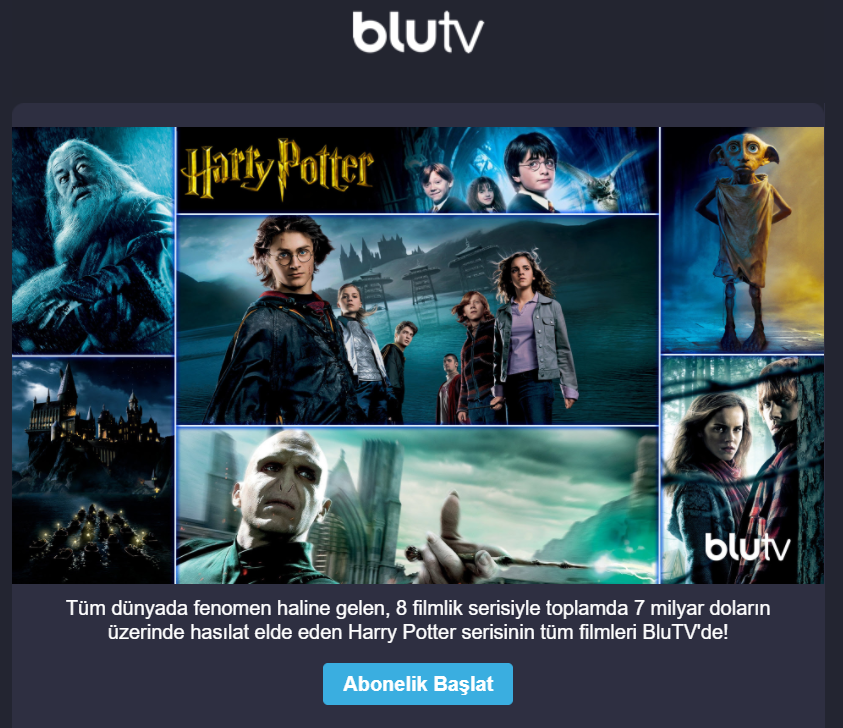 blutv
Harry Potter
blutv
Tüm dünyada fenomen haline gelen, 8 filmlik serisiyle toplamda 7 milyar doların
üzerinde hasılat elde eden Harry Potter serisinin tüm filmleri BluTV'de!
Abonelik Başlat